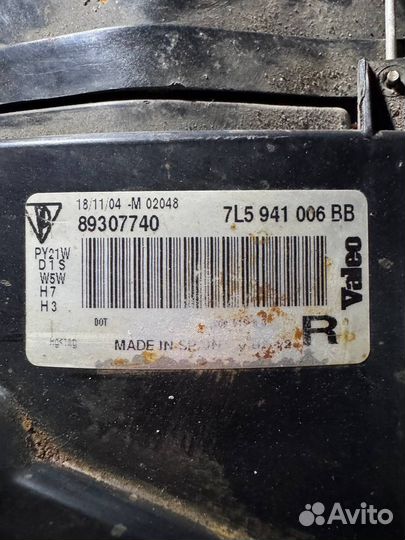 18/11/04 -M 02048
89307740
7L5 941 006 BB
PY21W
D1S
W5W
H7
H3
Valeo
DOT
R
MADE IN SPAIN
Avito